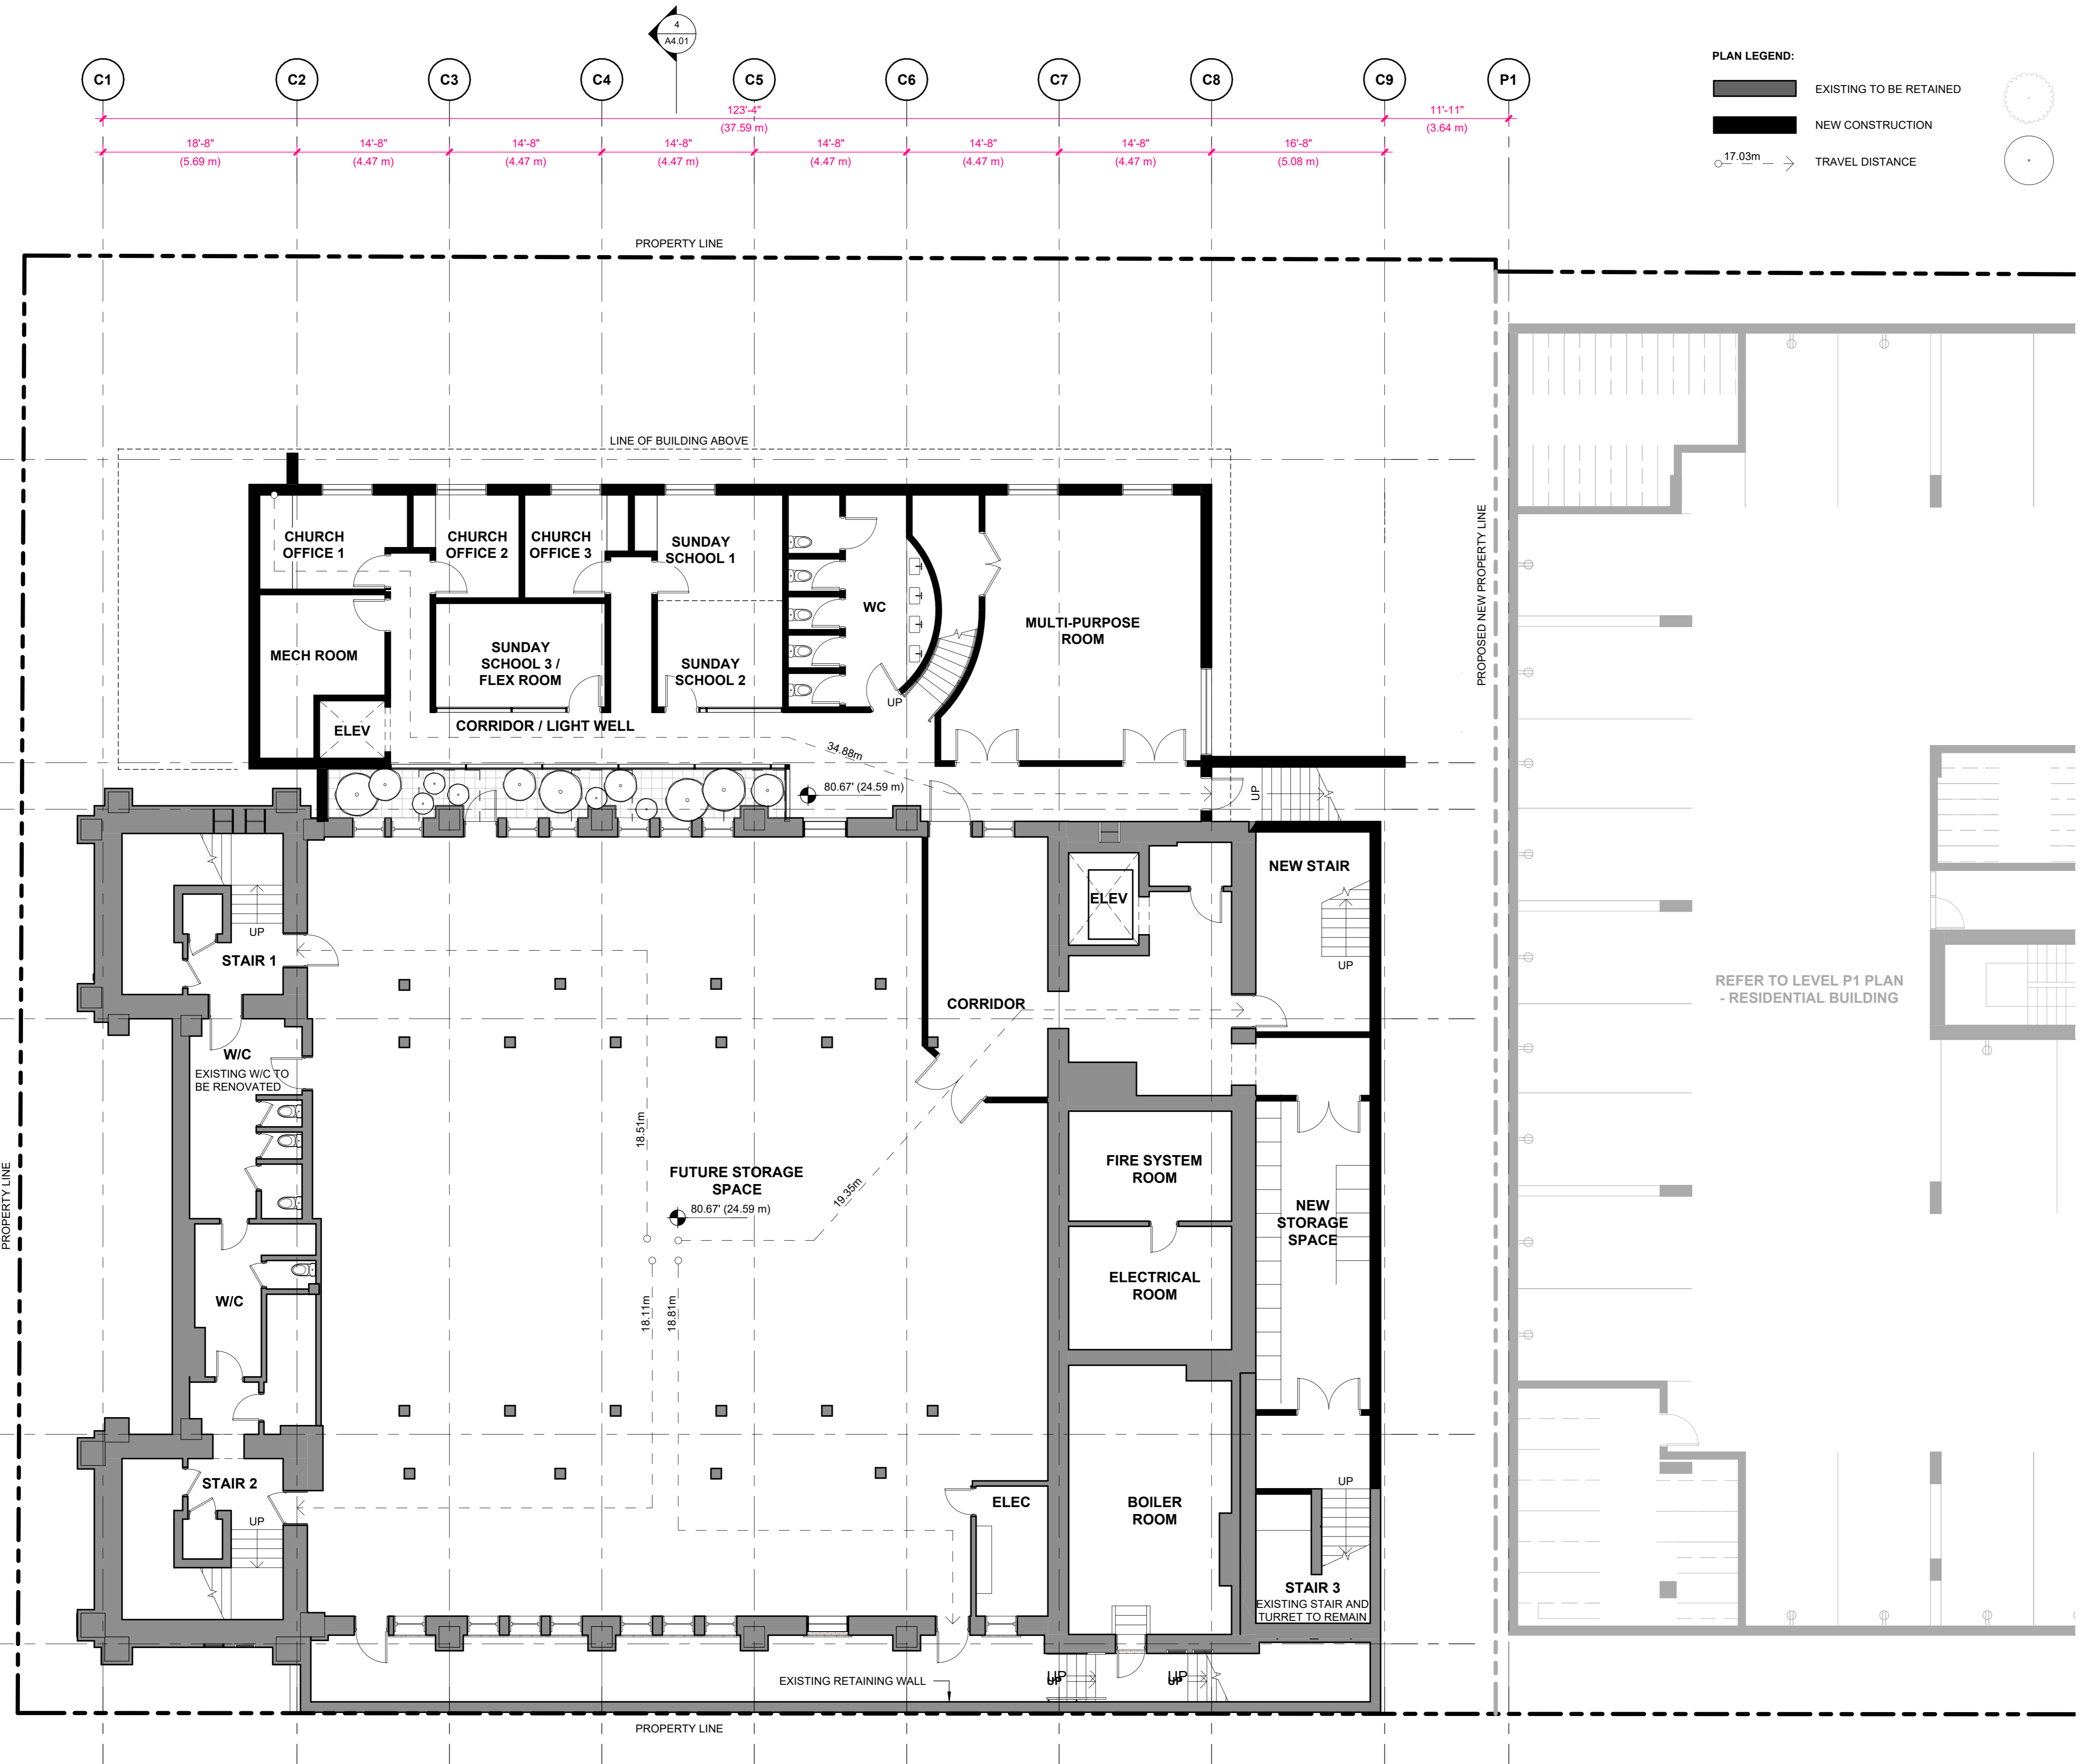 4
A4.01
C1
C2
C3
C4
C5
C6
C7
C8
C9
P1
123'-4"
(37.59 m)
11'-11"
(3.64 m)
18'-8"
(5.69 m)
14'-8"
(4.47 m)
14'-8"
(4.47 m)
14'-8"
(4.47 m)
14'-8"
(4.47 m)
14'-8"
(4.47 m)
14'-8"
(4.47 m)
16'-8"
(5.08 m)
PLAN LEGEND:
EXISTING TO BE RETAINED
NEW CONSTRUCTION
17.03m
TRAVEL DISTANCE
PROPERTY LINE
LINE OF BUILDING ABOVE
PROPOSED NEW PROPERTY LINE
CHURCH
OFFICE 1
CHURCH
OFFICE 2
CHURCH
OFFICE 3
SUNDAY
SCHOOL 1
WC
MULTI-PURPOSE
ROOM
MECH ROOM
SUNDAY
SCHOOL 3 /
FLEX ROOM
SUNDAY
SCHOOL 2
UP
ELEV
CORRIDOR / LIGHT WELL
34.88m
80.67' (24.59 m)
UP
NEW STAIR
ELEV
UP
UP
STAIR 1
CORRIDOR
REFER TO LEVEL P1 PLAN
- RESIDENTIAL BUILDING
W/C
EXISTING W/C TO
BE RENOVATED
18.51m
FUTURE STORAGE
SPACE
80.67' (24.59 m)
19.35m
FIRE SYSTEM
ROOM
NEW
STORAGE
SPACE
PROPERTY LINE
ELECTRICAL
ROOM
W/C
18.11m
18.81m
STAIR 2
UP
UP
ELEC
BOILER
ROOM
STAIR 3
EXISTING STAIR AND
TURRET TO REMAIN
EXISTING RETAINING WALL
UP
UP
UP
UP
PROPERTY LINE